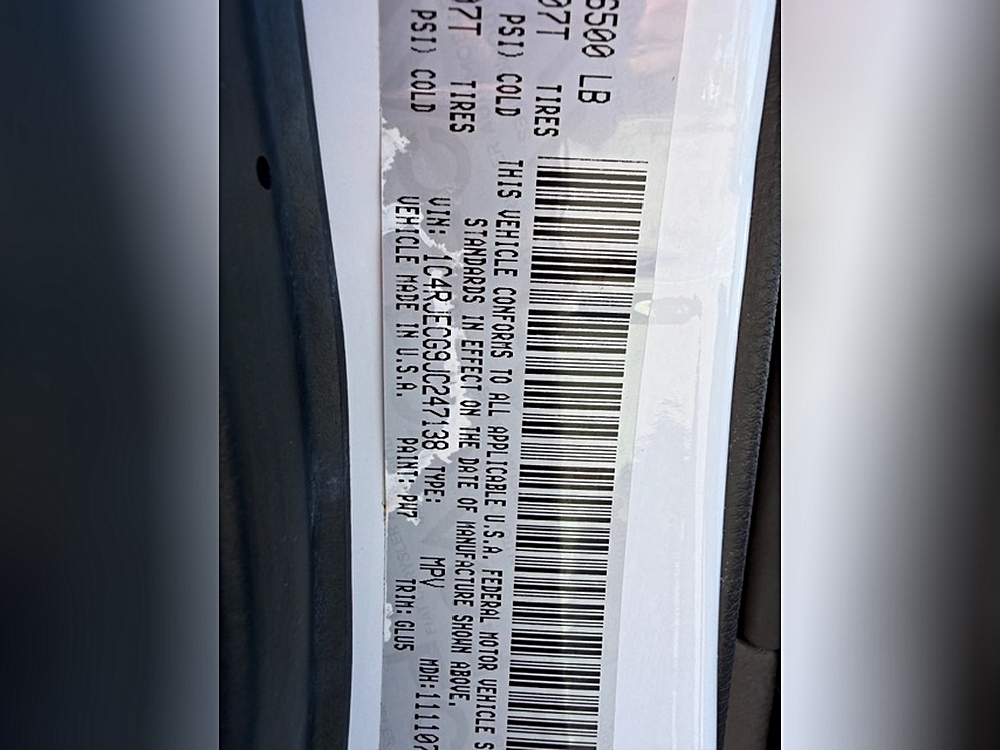 6500 LB
07T TIRES
PSI) COLD
07T TIRES
PSI) COLD
THIS VEHICLE CONFORMS TO ALL APPLICABLE U.S.A. FEDERAL MOTOR VEHICLE S
STANDARDS IN EFFECT ON THE DATE OF MANUFACTURE SHOWN ABOVE.
VIN: 1C4RJECG9JC247138 TYPE: MPV MDH:111107
VEHICLE MADE IN U.S.A. PAINT: PW7 TRIM: GLU5